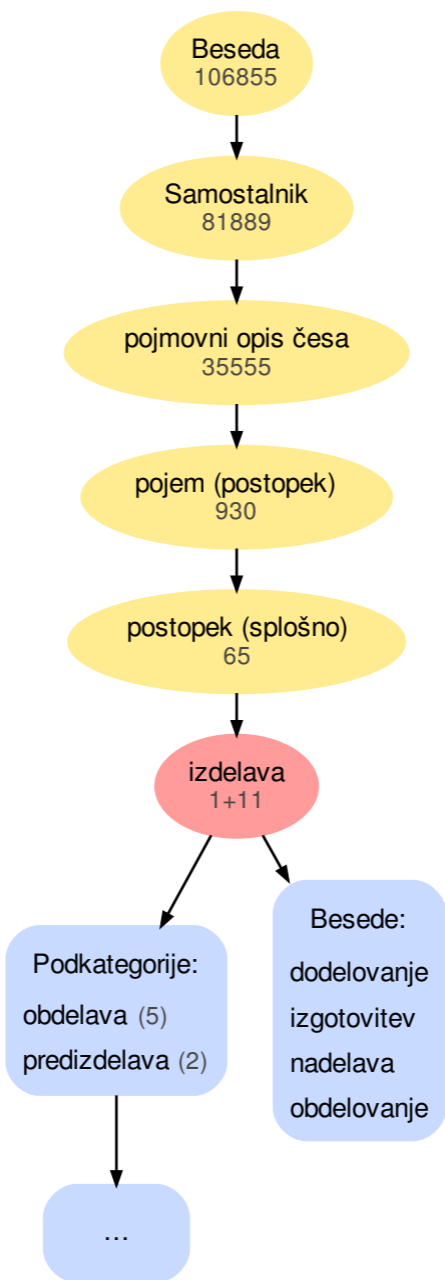 Beseda
106855
Samostalnik
81889
pojmovni opis česa
35555
pojem (postopek)
930
postopek (splošno)
65
izdelava
1+11
Podkategorije:
obdelava (5)
predizdelava (2)
Besede:
dodelovanje
izgotovitev
nadelava
obdelovanje
...